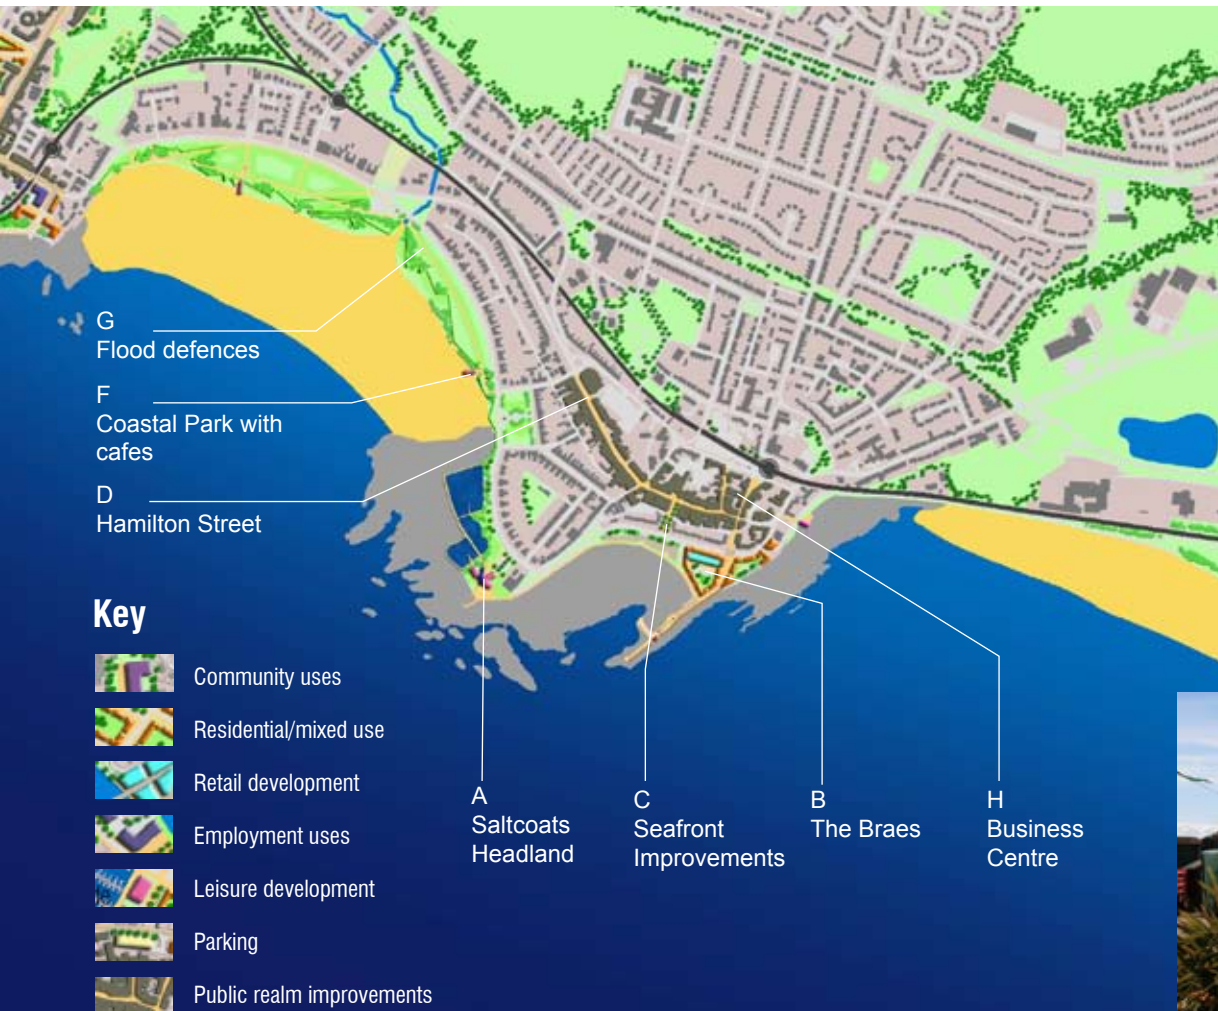 G
Flood defences
F
Coastal Park with
cafes
D
Hamilton Street
Key
Community uses
Residential/mixed use
Retail development
Employment uses
Leisure development
Parking
Public realm improvements
A
Saltcoats
Headland
C
Seafront
Improvements
B
The Braes
H
Business
Centre